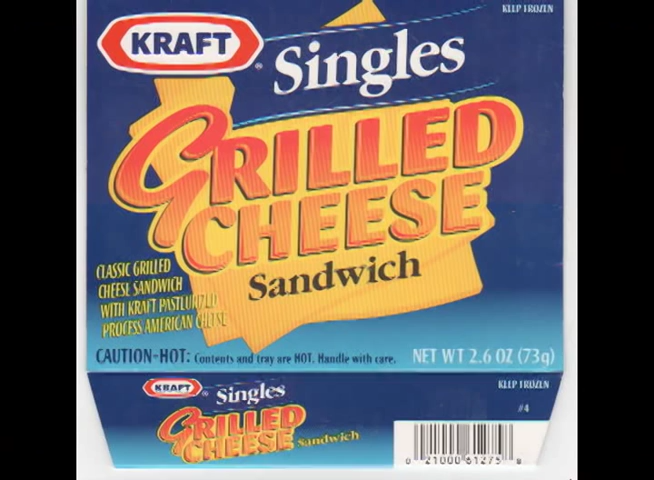 KEEP FROZEN
KRAFT
Singles
GRILLED
CHEESE
Sandwich
CLASSIC GRILLED
CHEESE SANDWICH
WITH KRAFT PASTEURIZED
PROCESS AMERICAN CHEESE
CAUTION-HOT: Contents and tray are HOT. Handle with care.
NET WT 2.6 OZ (73g)
KRAFT
Singles
KEEP FROZEN
#4
GRILLED
CHEESE Sandwich
0 21000 61275 8